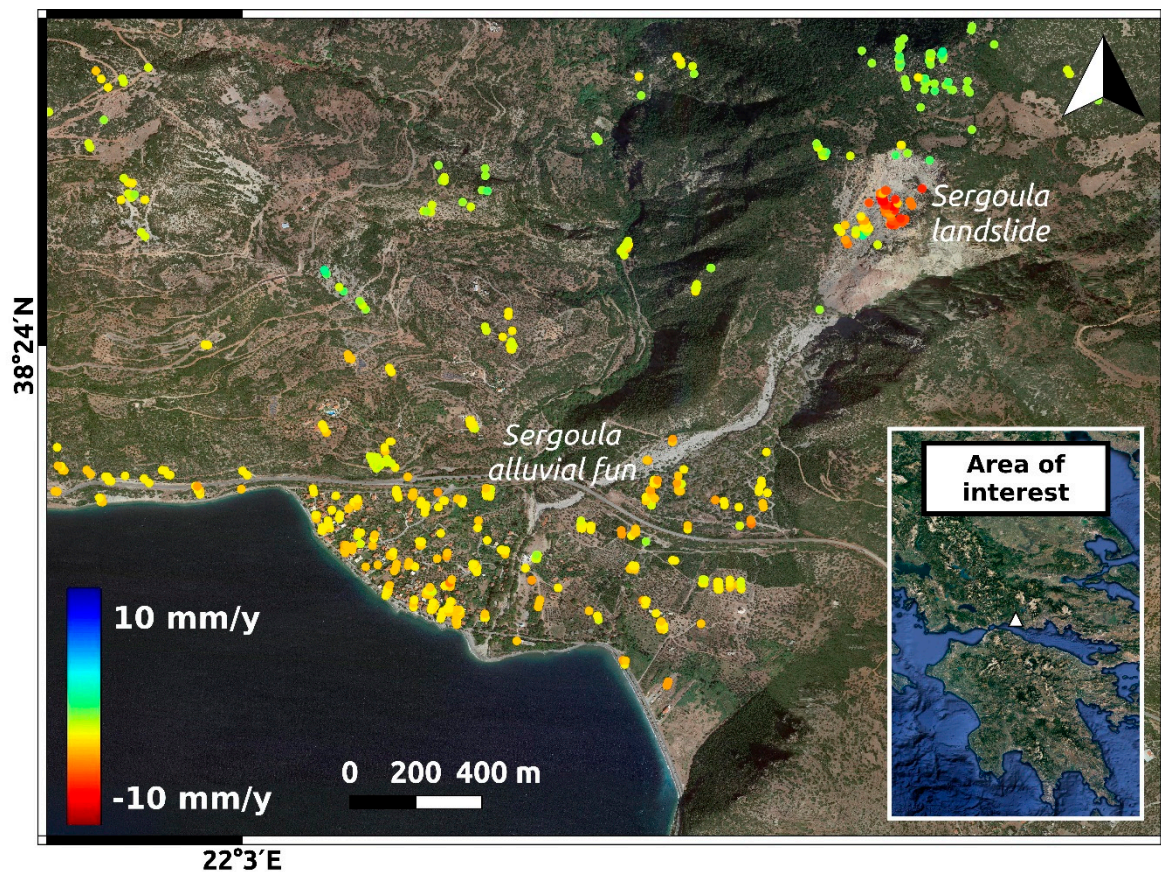 Sergoula
landslide
38°24′N
Sergoula
alluvial fun
Area of
interest
10 mm/y
-10 mm/y
0 200 400 m
22°3′E